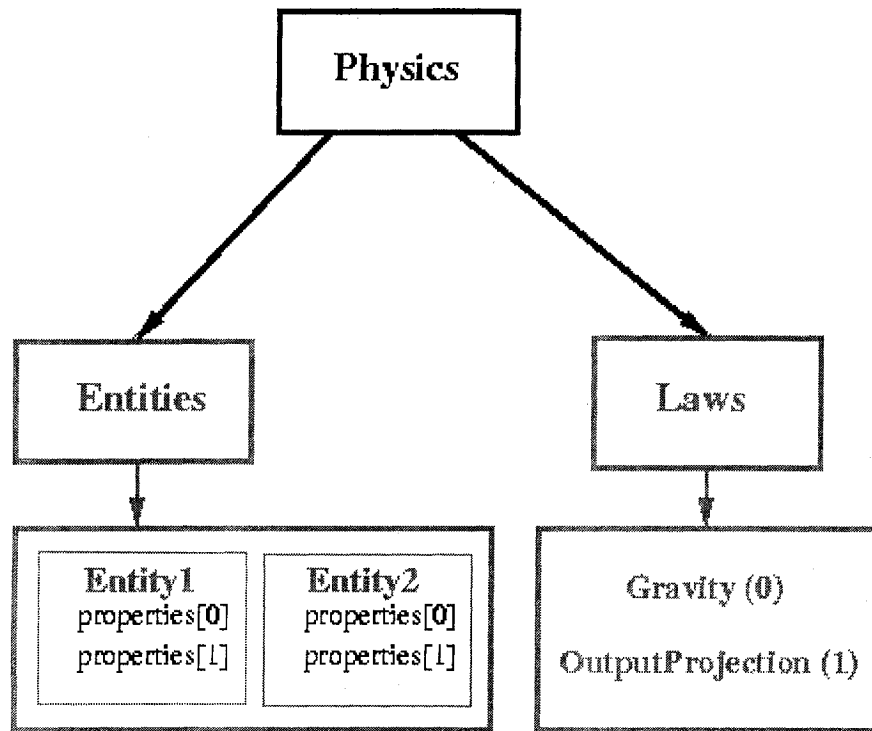 Physics
Entities
Laws
Entity1
properties[0]
properties[1]
Entity2
properties[0]
properties[1]
Gravity (0)
OutputProjection (1)